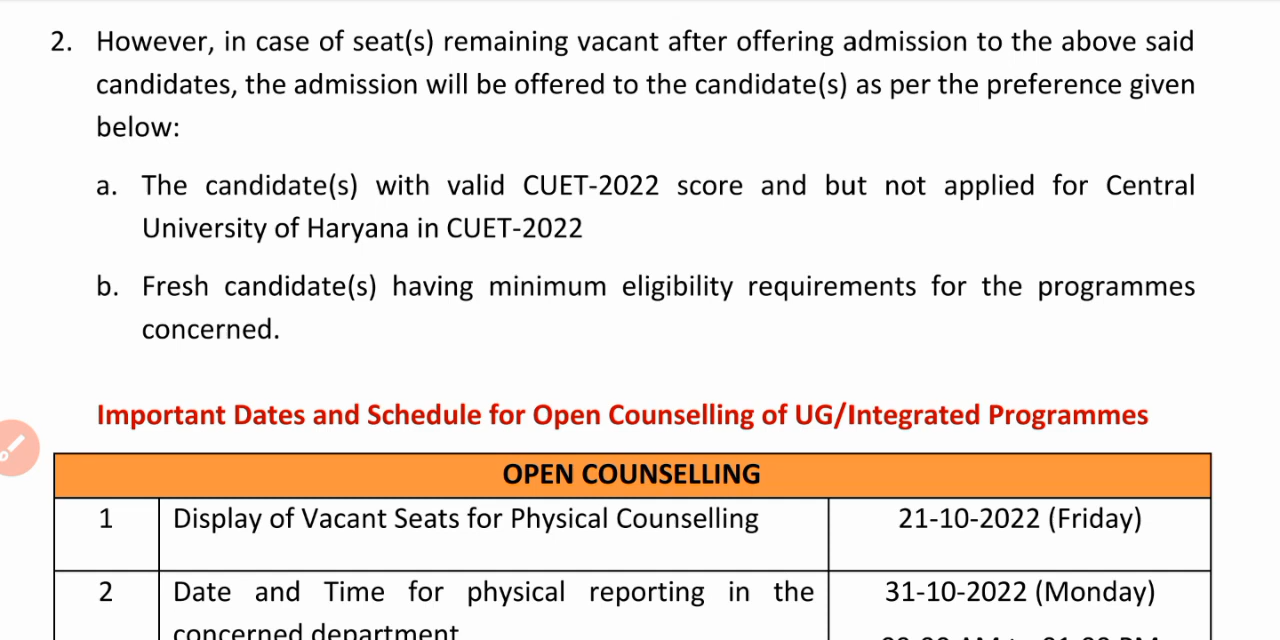 2. However, in case of seat(s) remaining vacant after offering admission to the above said
candidates, the admission will be offered to the candidate(s) as per the preference given
below:
a. The candidate(s) with valid CUET-2022 score and but not applied for Central
University of Haryana in CUET-2022
b. Fresh candidate(s) having minimum eligibility requirements for the programmes
concerned.
Important Dates and Schedule for Open Counselling of UG/Integrated Programmes
OPEN COUNSELLING
1 Display of Vacant Seats for Physical Counselling 21-10-2022 (Friday)
2 Date and Time for physical reporting in the 31-10-2022 (Monday)
concerned department